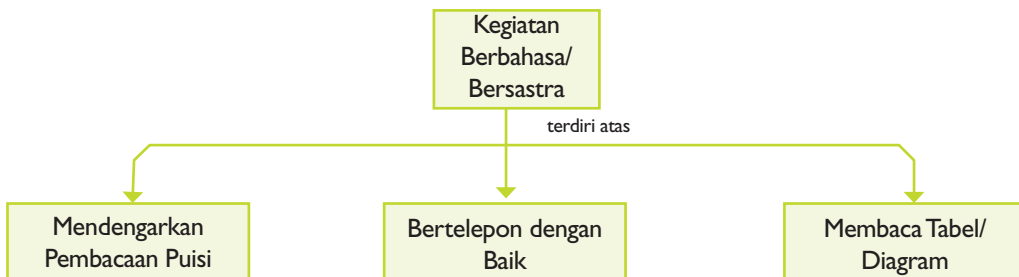 Kegiatan
Berbahasa/
Bersastra
terdiri atas
Mendengarkan
Pembacaan Puisi
Bertelepon dengan
Baik
Membaca Tabel/
Diagram